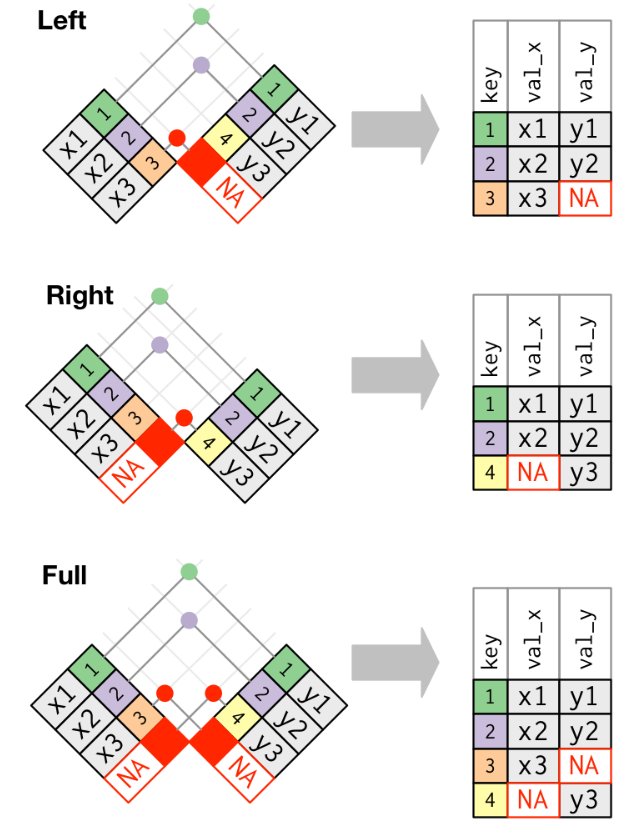 Left
1 2 3
x1 x2 x3
1 2 4
y1 y2 y3
NA
key val_x val_y
1 x1 y1
2 x2 y2
3 x3 NA
Right
1 2 3
x1 x2 x3
NA
1 2 4
y1 y2 y3
key val_x val_y
1 x1 y1
2 x2 y2
4 NA y3
Full
1 2 3
x1 x2 x3
NA
1 2 4
y1 y2 y3
NA
key val_x val_y
1 x1 y1
2 x2 y2
3 x3 NA
4 NA y3